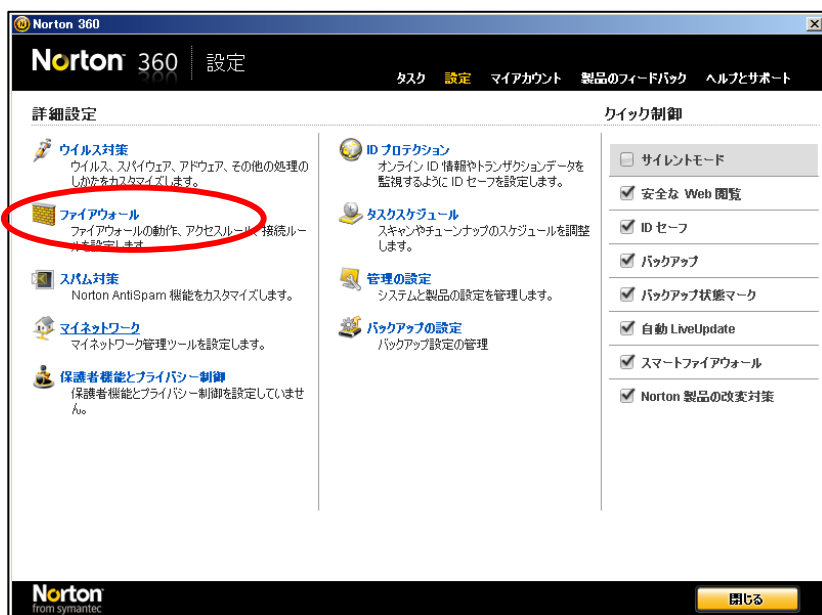 Norton 360
Norton 360 設定
タスク 設定 マイアカウント 製品のフィードバック ヘルプとサポート
詳細設定
ウイルス対策
ウイルス、スパイウェア、アドウェア、その他の処理の
しかたをカスタマイズします。
ファイアウォール
ファイアウォールの動作、アクセスルール、接続ルー
ルを設定します
スパム対策
Norton AntiSpam 機能をカスタマイズします。
マイネットワーク
マイネットワーク管理ツールを設定します。
保護者機能とプライバシー制御
保護者機能とプライバシー制御を設定していませ
ん。
ID プロテクション
オンライン ID 情報やトランザクションデータを
監視するように ID セーフを設定します。
タスクスケジュール
スキャンやチューンナップのスケジュールを調整
します。
管理の設定
システムと製品の設定を管理します。
バックアップの設定
バックアップ設定の管理
クイック制御
サイレントモード
安全な Web 閲覧
ID セーフ
バックアップ
バックアップ状態マーク
自動 LiveUpdate
スマートファイアウォール
Norton 製品の改変対策
Norton
from symantec
閉じる